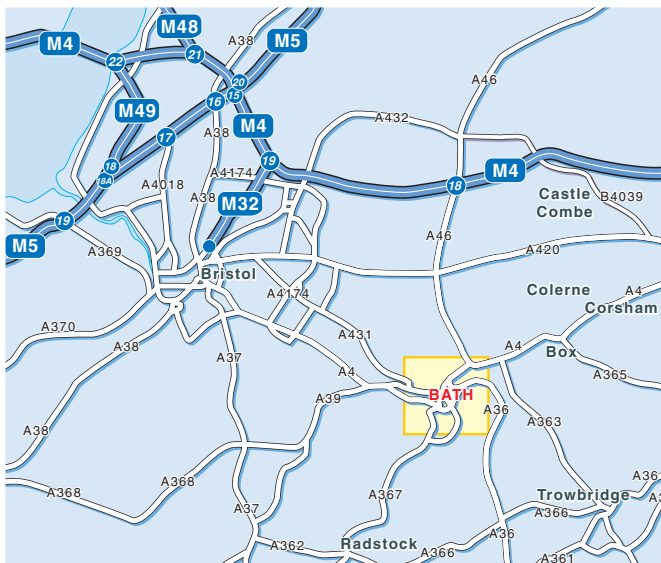 M48
A38
M5
M4
22
21
A46
M49
20
15
16
A432
A38
M4
17
18
18A
A4174
19
M4
18
A4018
A38
M32
Castle
Combe
B4039
19
M5
A369
A46
A420
Bristol
Colerne
A4
A4174
Corsham
A370
A431
A38
A4
Box
A37
A4
A365
A39
BATH
A36
A363
A38
A368
A368
A367
Trowbridge
A37
A366
A36
A362
Radstock
A366
A361